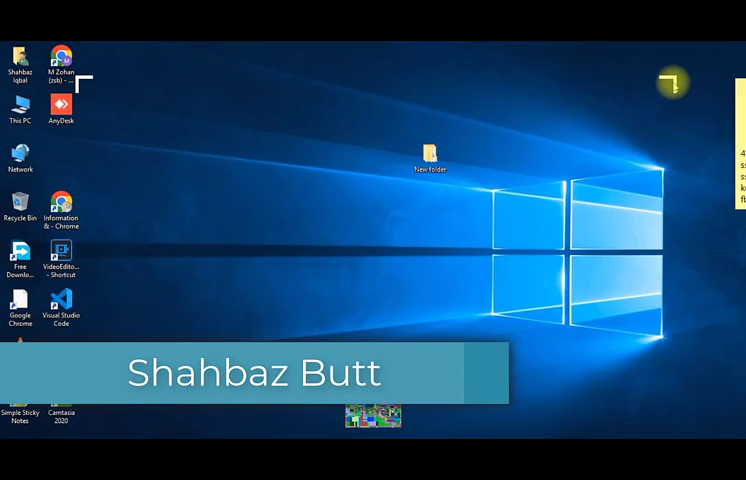 Shahbaz
Iqbal
M Zohan
(zsb) - ...
This PC
AnyDesk
Network
Recycle Bin
Information
& - Chrome
Free
Downlo...
VideoEdito...
- Shortcut
Google
Chrome
Visual Studio
Code
Simple Sticky
Notes
Camtasia
2020
New folder
Shahbaz Butt
4